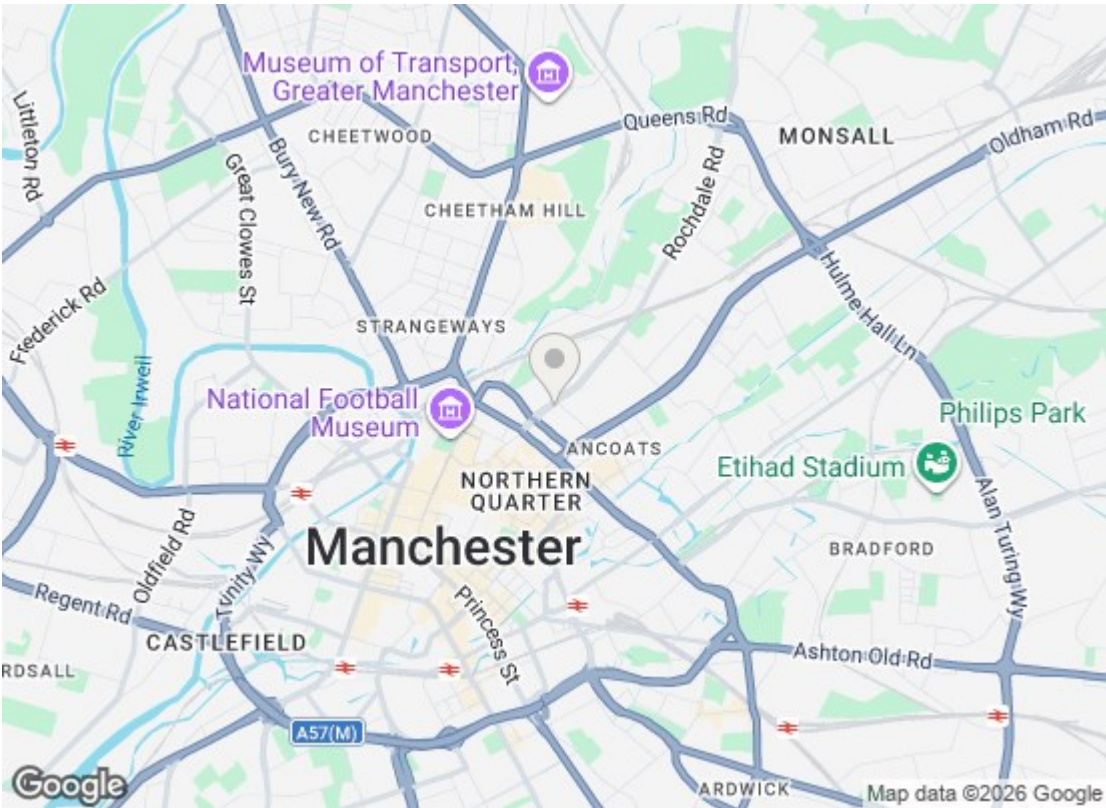 Museum of Transport,
Greater Manchester
CHEETWOOD
Queens Rd
MONSALL
Oldham Rd
Littleton Rd
Great Clowes St
Bury New Rd
CHEETHAM HILL
Rochdale Rd
Hulme Hall Ln
Frederick Rd
STRANGEWAYS
River Irwell
National Football
Museum
Philips Park
ANCOATS
Etihad Stadium
NORTHERN
QUARTER
Oldfield Rd
Trinity Wy
Manchester
Alan Turing Wy
BRADFORD
Regent Rd
Princess St
CASTLEFIELD
Ashton Old Rd
RDSALL
A57(M)
Google
ARDWICK
Map data ©2026 Google